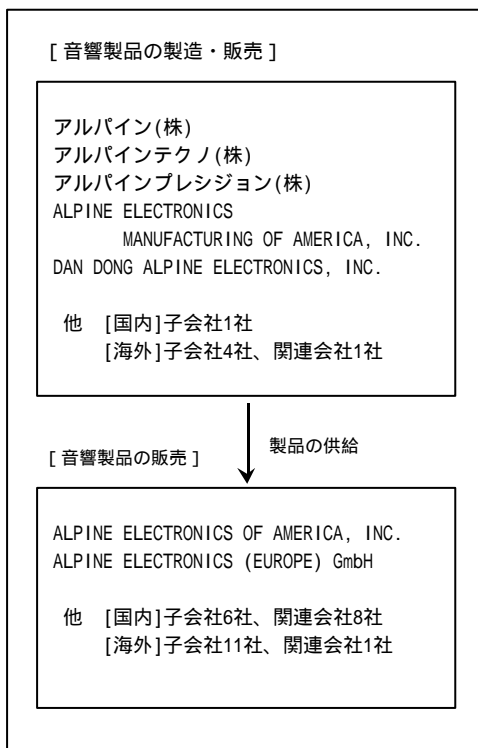 [ 音響製品の製造・販売 ]
アルパイン(株)
アルパインテクノ(株)
アルパインプレシジョン(株)
ALPINE ELECTRONICS
MANUFACTURING OF AMERICA, INC.
DAN DONG ALPINE ELECTRONICS, INC.
他 [国内]子会社1社
[海外]子会社4社、関連会社1社
製品の供給
[ 音響製品の販売 ]
ALPINE ELECTRONICS OF AMERICA, INC.
ALPINE ELECTRONICS (EUROPE) GmbH
他 [国内]子会社6社、関連会社8社
[海外]子会社11社、関連会社1社